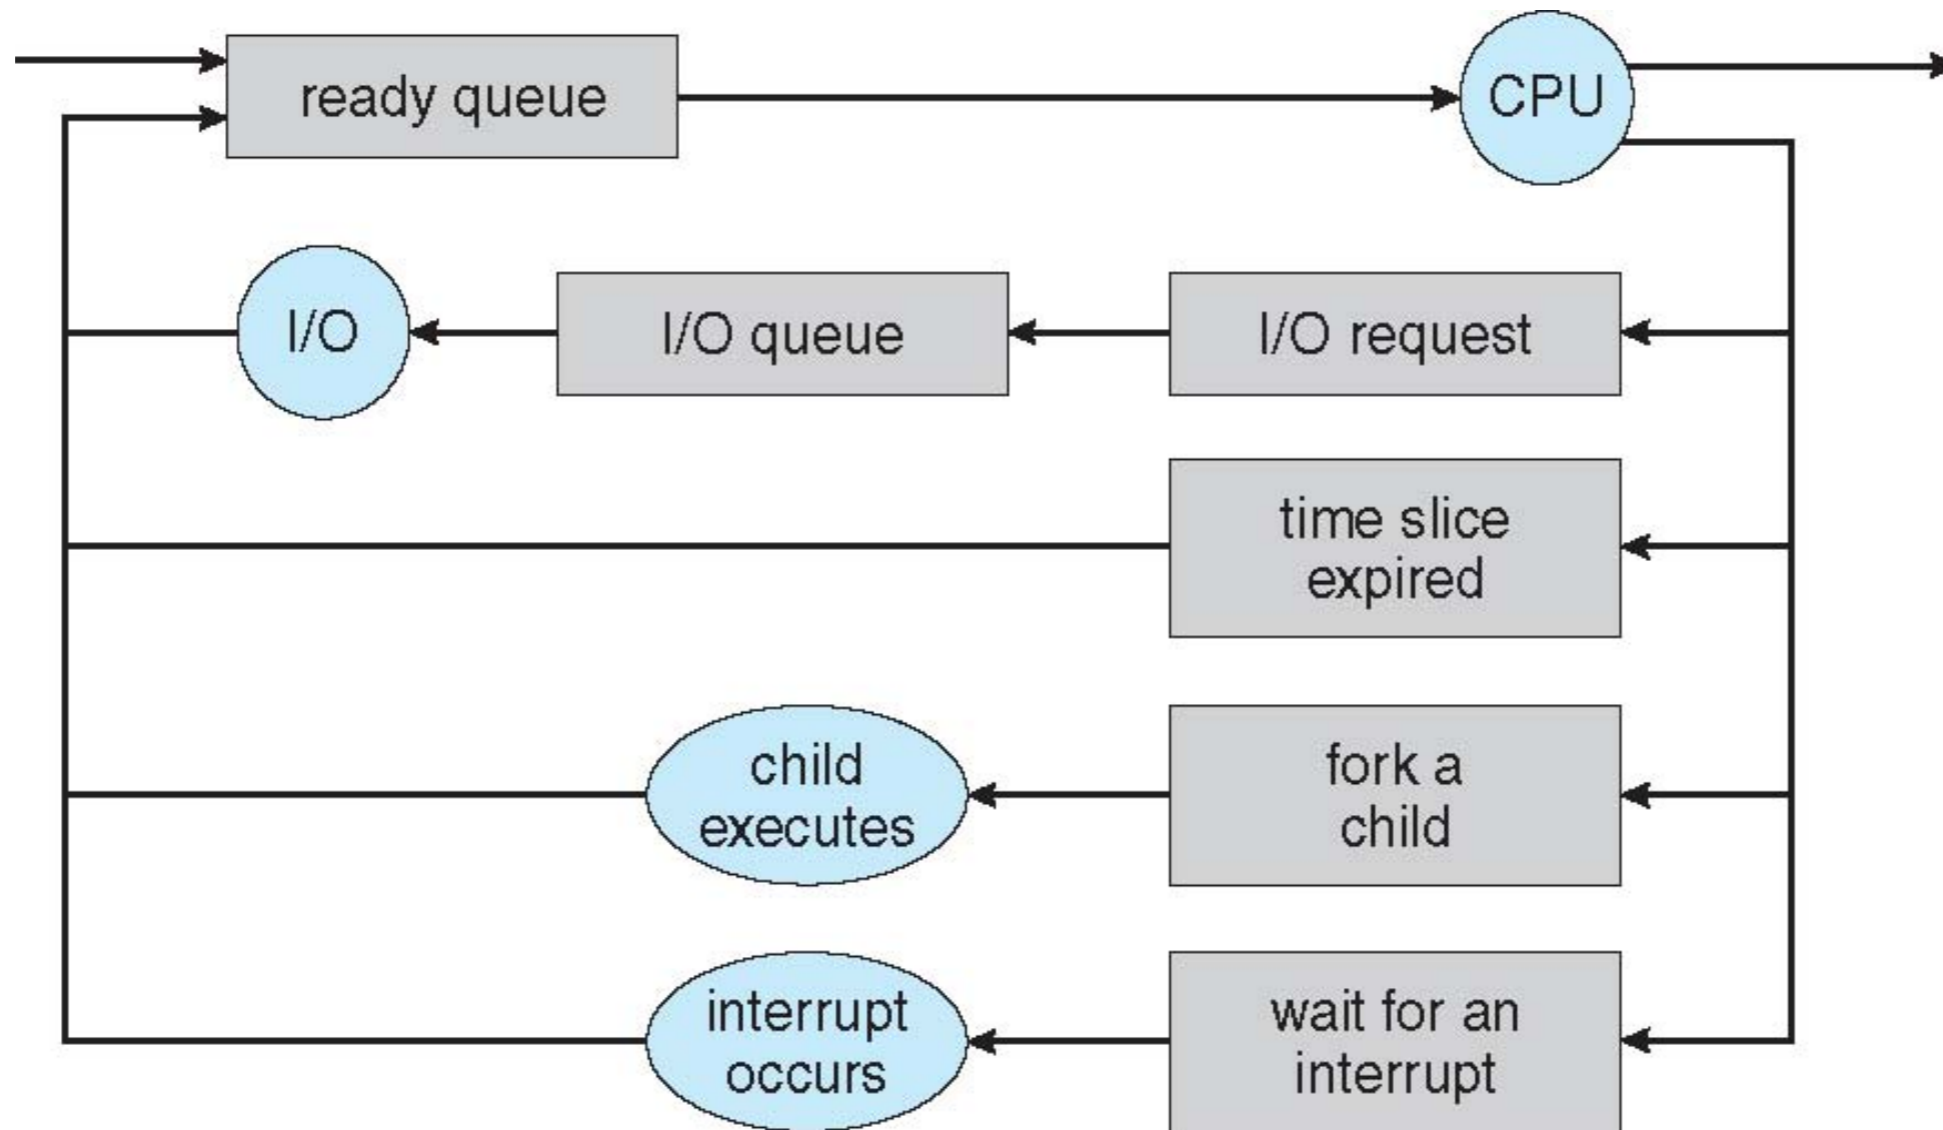 ready queue
CPU
I/O
I/O queue
I/O request
time slice
expired
child
executes
fork a
child
interrupt
occurs
wait for an
interrupt